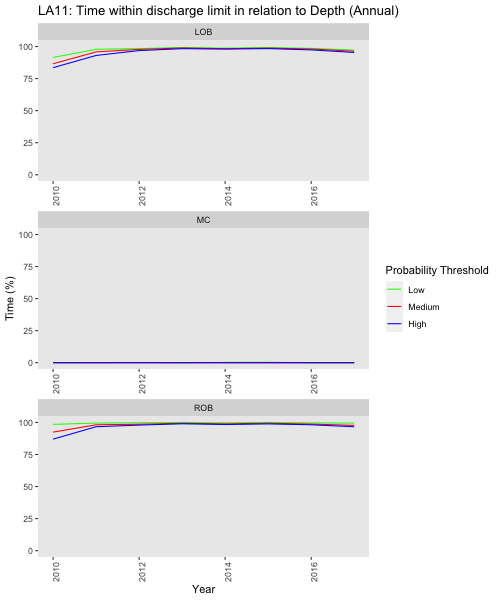 LA11: Time within discharge limit in relation to Depth (Annual)
LOB
100
75
50
25
0
2010
2012
2014
2016
MC
100
75
50
25
0
2010
2012
2014
2016
ROB
100
75
50
25
0
2010
2012
2014
2016
Time (%)
Year
Probability Threshold
Low
Medium
High